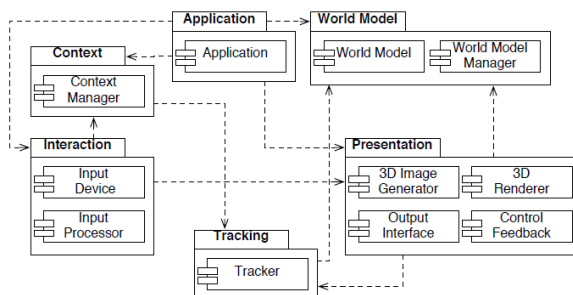 Application
World Model
Application
World Model
World Model
Manager
Context
Context
Manager
Interaction
Input
Device
Input
Processor
Presentation
3D Image
Generator
3D
Renderer
Output
Interface
Control
Feedback
Tracking
Tracker